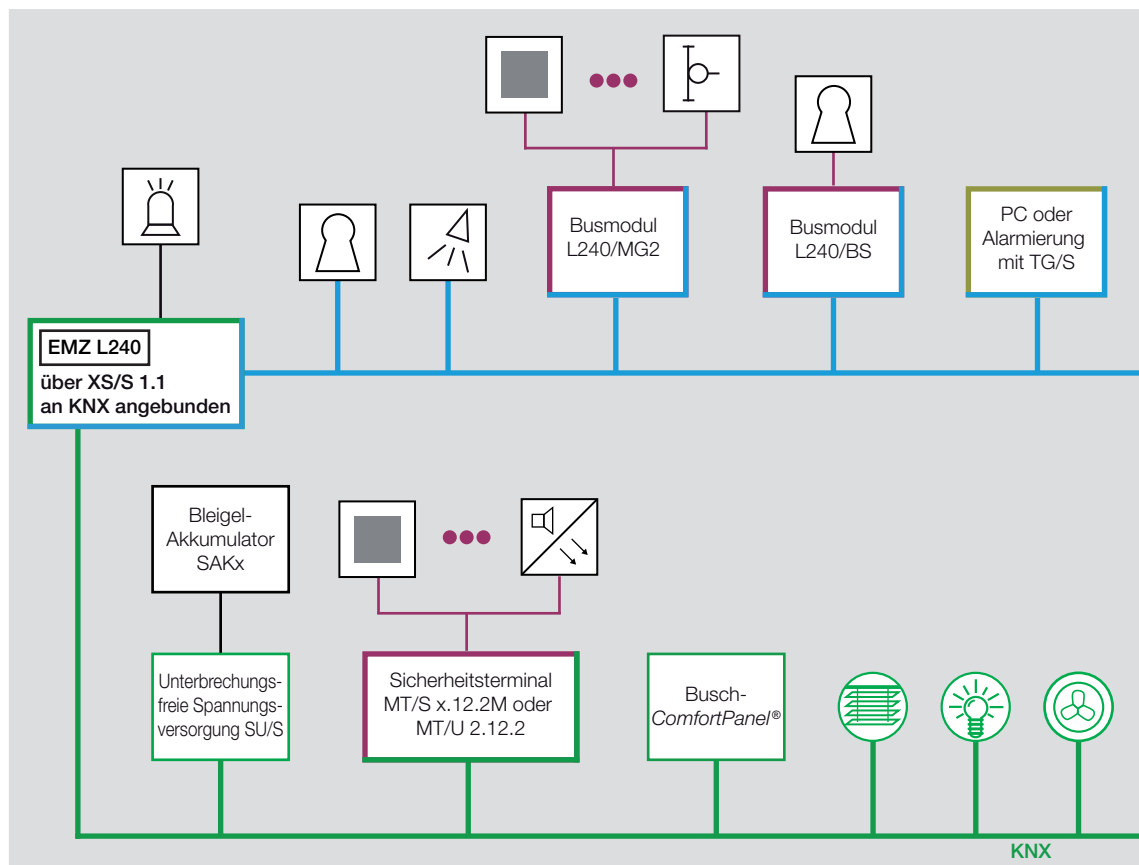 Busmodul
L240/MG2
Busmodul
L240/BS
PC oder
Alarmierung
mit TG/S
EMZ L240
über XS/S 1.1
an KNX angebunden
Bleigel-
Akkumulator
SAKx
Unterbrechungs-
freie Spannungs-
versorgung SU/S
Sicherheitsterminal
MT/S x.12.2M oder
MT/U 2.12.2
Busch-
ComfortPanel®
KNX